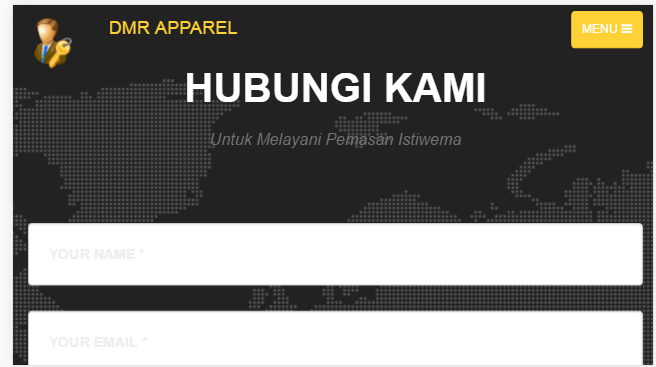 DMR APPAREL
MENU
HUBUNGI KAMI
Untuk Melayani Pemasan Istiwema
YOUR NAME *
YOUR EMAIL *